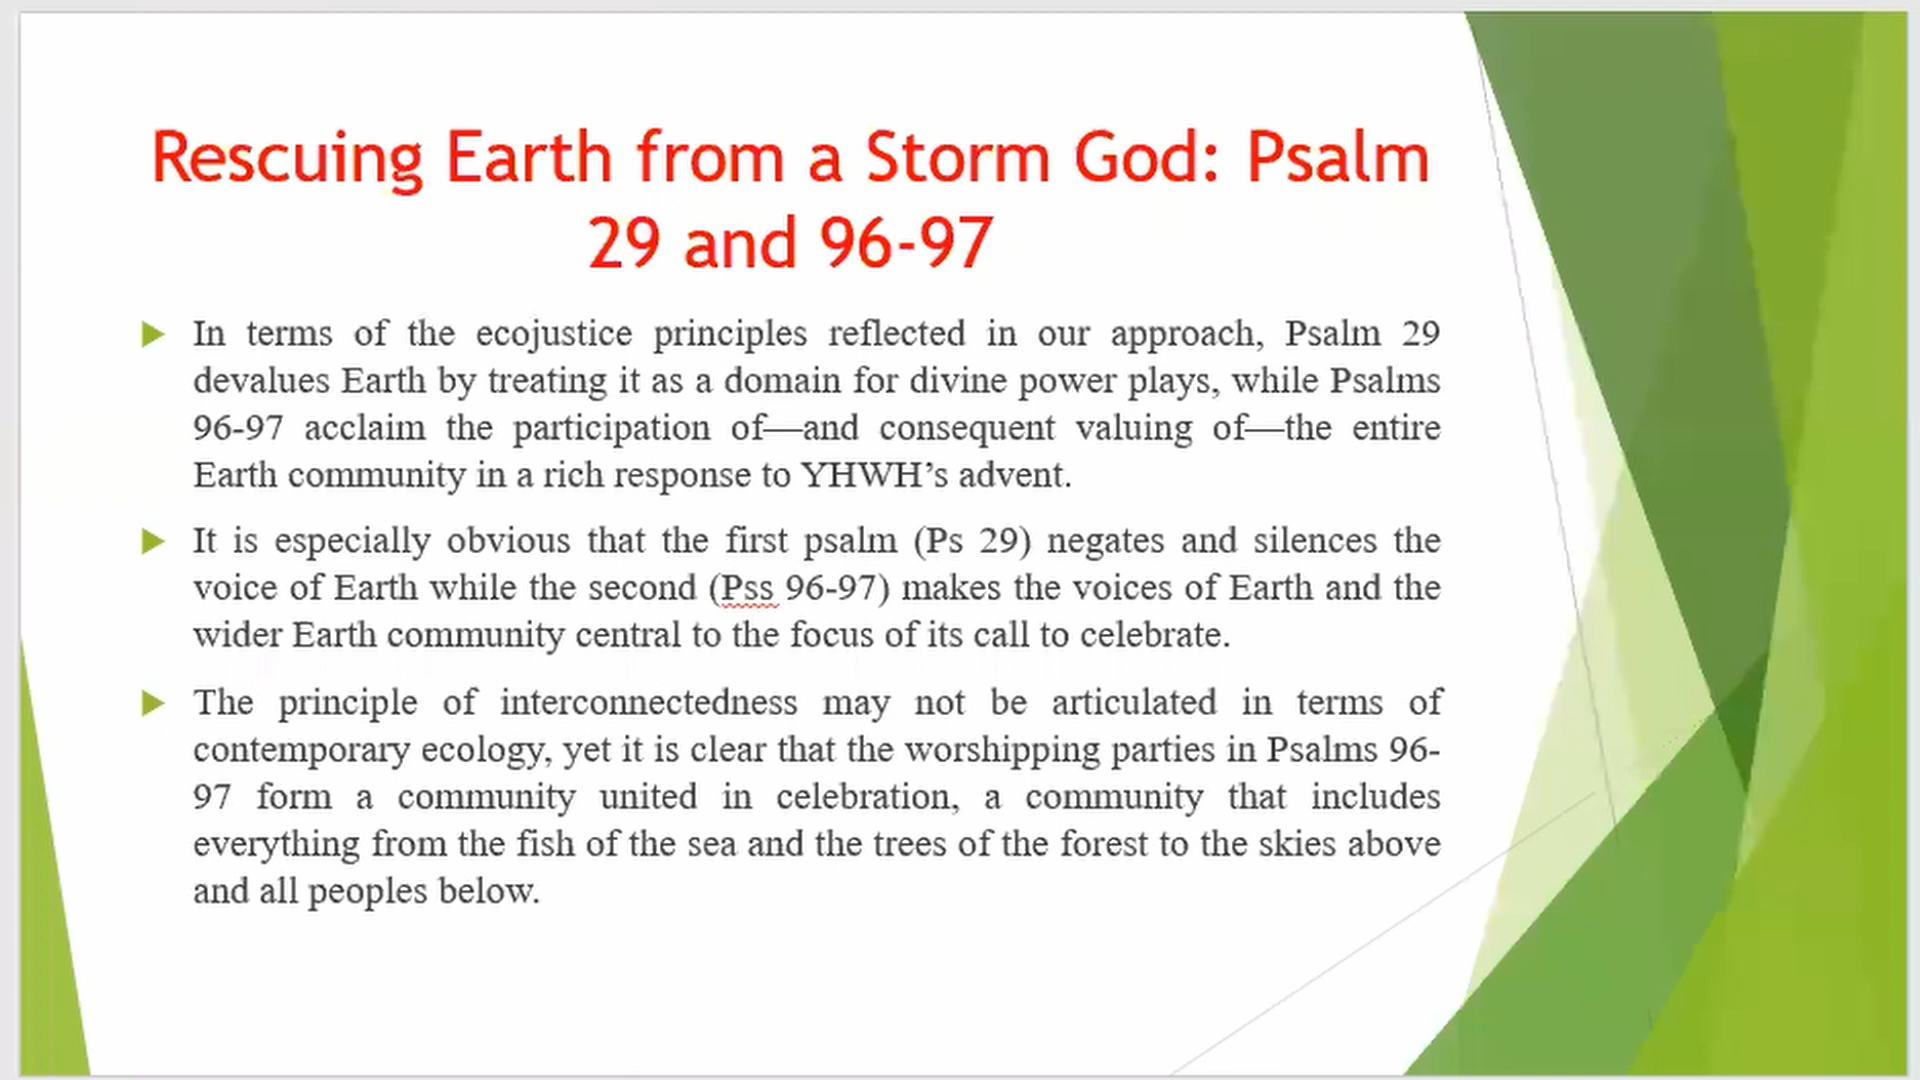 Rescuing Earth from a Storm God: Psalm
29 and 96-97
In terms of the ecojustice principles reflected in our approach, Psalm 29
devalues Earth by treating it as a domain for divine power plays, while Psalms
96-97 acclaim the participation of—and consequent valuing of—the entire
Earth community in a rich response to YHWH’s advent.
It is especially obvious that the first psalm (Ps 29) negates and silences the
voice of Earth while the second (Pss 96-97) makes the voices of Earth and the
wider Earth community central to the focus of its call to celebrate.
The principle of interconnectedness may not be articulated in terms of
contemporary ecology, yet it is clear that the worshipping parties in Psalms 96-
97 form a community united in celebration, a community that includes
everything from the fish of the sea and the trees of the forest to the skies above
and all peoples below.